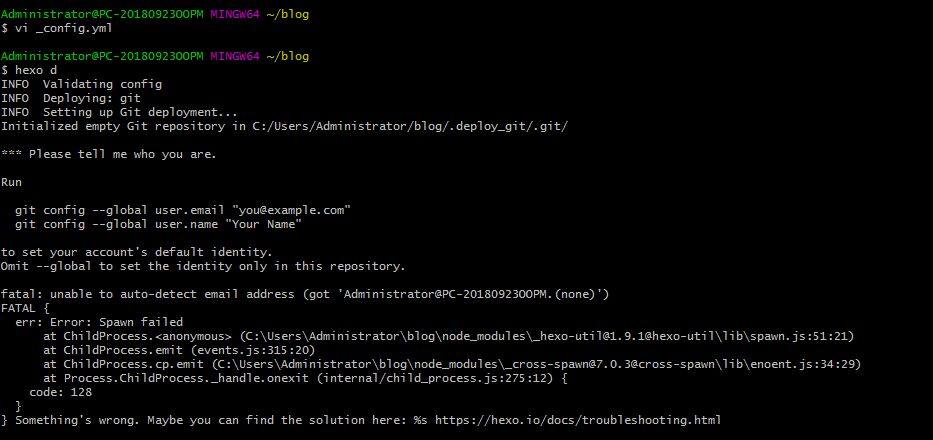 Administrator@PC-20180923OOPM MINGW64 ~/blog
$ vi _config.yml
Administrator@PC-20180923OOPM MINGW64 ~/blog
$ hexo d
INFO  Validating config
INFO  Deploying: git
INFO  Setting up Git deployment...
Initialized empty Git repository in C:/Users/Administrator/blog/.deploy_git/.git/
*** Please tell me who you are.
Run
  git config --global user.email "you@example.com"
  git config --global user.name "Your Name"
to set your account's default identity.
Omit --global to set the identity only in this repository.
fatal: unable to auto-detect email address (got 'Administrator@PC-20180923OOPM.(none)')
FATAL {
  err: Error: Spawn failed
      at ChildProcess.<anonymous> (C:\Users\Administrator\blog\node_modules\_hexo-util@1.9.1@hexo-util\lib\spawn.js:51:21)
      at ChildProcess.emit (events.js:315:20)
      at ChildProcess.cp.emit (C:\Users\Administrator\blog\node_modules\_cross-spawn@7.0.3@cross-spawn\lib\enoent.js:34:29)
      at Process.ChildProcess._handle.onexit (internal/child_process.js:275:12) {
    code: 128
  }
} Something's wrong. Maybe you can find the solution here: %s https://hexo.io/docs/troubleshooting.html